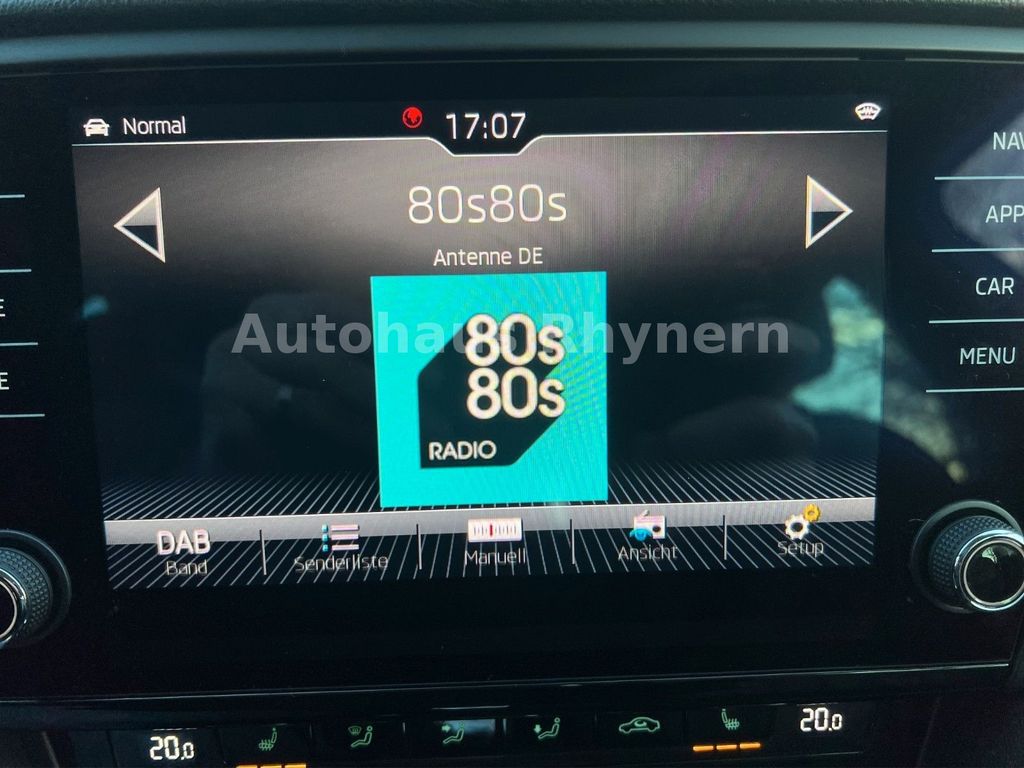 Normal
17:07
80s80s
Antenne DE
80s
80s
RADIO
Autohaus Rhynern
DAB
Band
Senderliste
Manuell
Ansicht
Setup
APP
CAR
MENU
20.0
20.0